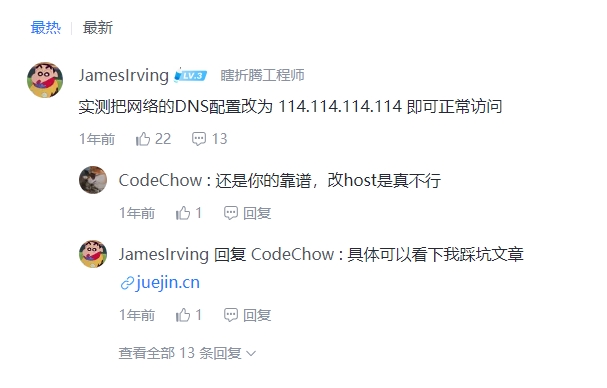 最热 最新
JamesIrving LV.3 瞎折腾工程师
实测把网络的DNS配置改为 114.114.114.114 即可正常访问
1年前 22 13
CodeChow : 还是你的靠谱，改host是真不行
1年前 1 回复
JamesIrving 回复 CodeChow : 具体可以看下我踩坑文章
juejin.cn
1年前 1 回复
查看全部 13 条回复